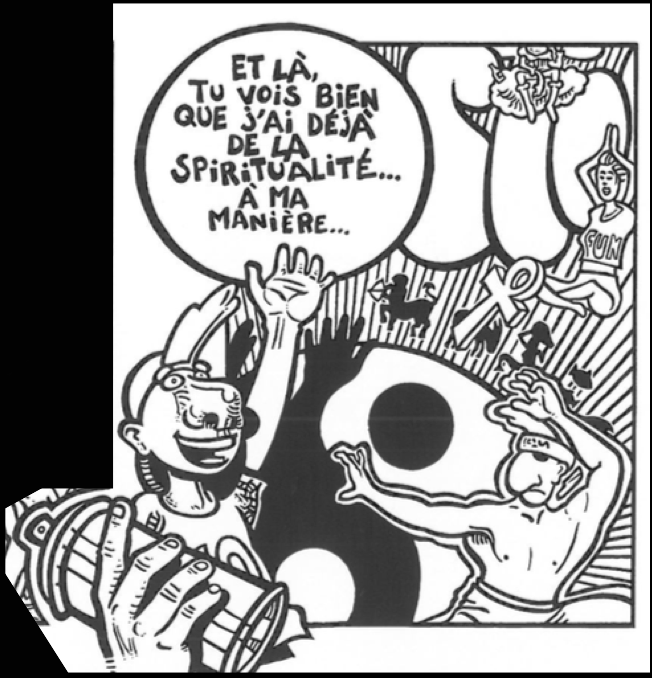 ET LÀ,
TU VOIS BIEN
QUE J'AI DÉJÀ
DE LA
SPIRITUALITÉ...
À MA
MANIÈRE...
FUN